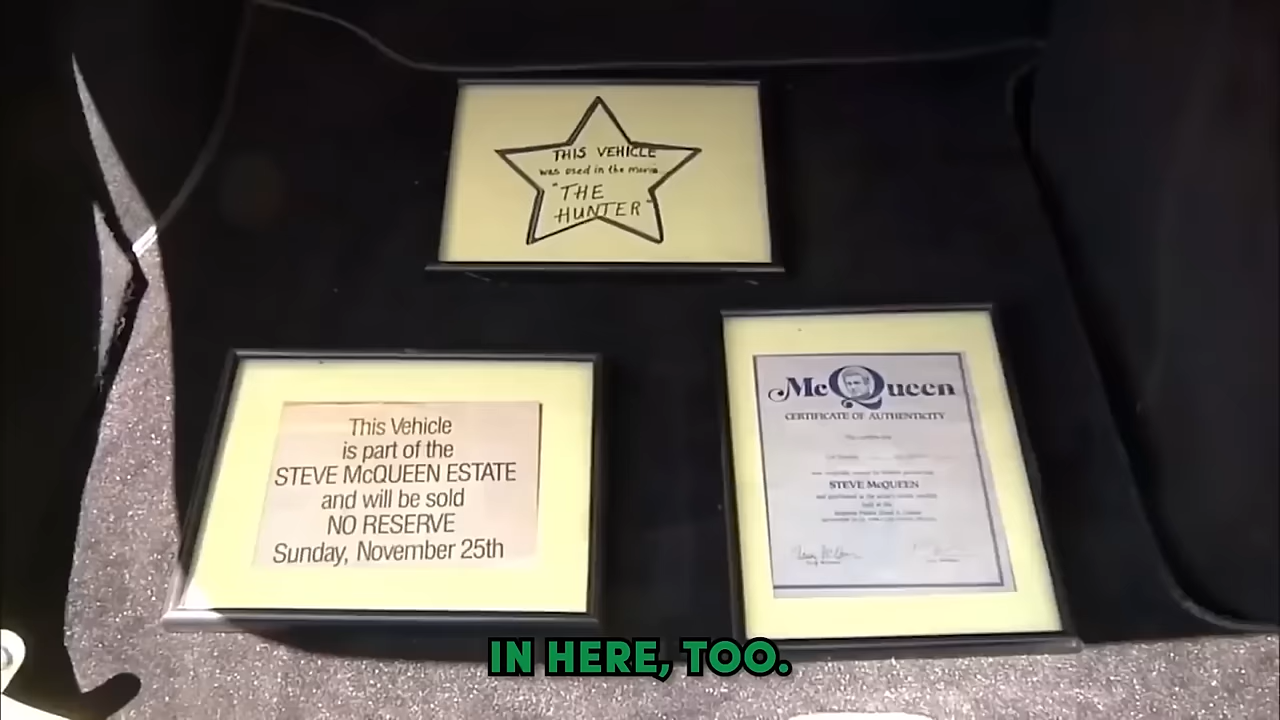 THIS VEHICLE
was used in the movie
"THE
HUNTER"
This Vehicle
is part of the
STEVE McQUEEN ESTATE
and will be sold
NO RESERVE
Sunday, November 25th
McQueen
CERTIFICATE OF AUTHENTICITY
STEVE McQUEEN
IN HERE, TOO.